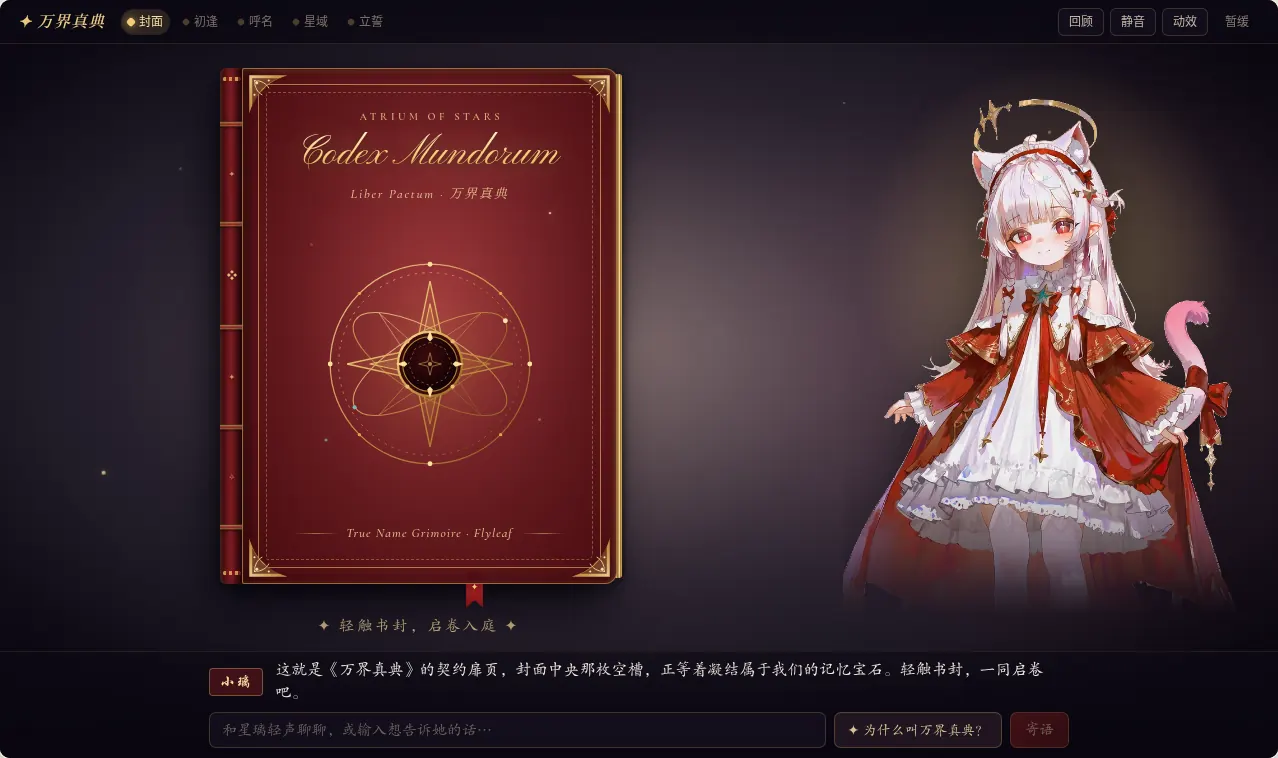 ✦ 万界真典
封面 初逢 呼名 星域 立誓
回顾 静音 动效 暂缓
ATRIUM OF STARS
Codex Mundorum
Liber Pactum · 万界真典
True Name Grimoire · Flyleaf
✦ 轻触书封，启卷入庭 ✦
小璃
这就是《万界真典》的契约扉页，封面中央那枚空槽，正等着凝结属于我们的记忆宝石。轻触书封，一同启卷
吧。
和星璃轻声聊聊，或输入想告诉她的话…
✦ 为什么叫万界真典？
寄语